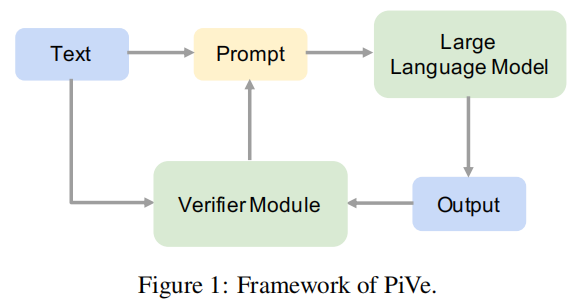 Text
Prompt
Large
Language Model
Verifier Module
Output
Figure 1: Framework of PiVe.